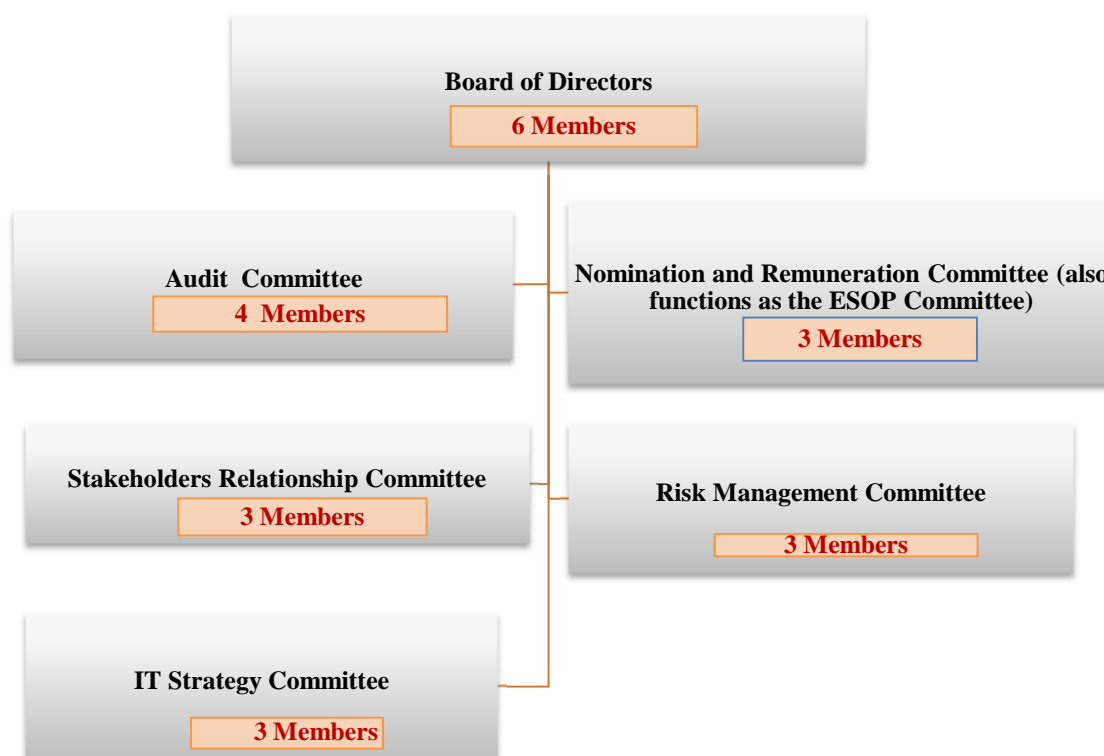 Board of Directors
6 Members
Audit Committee
4 Members
Nomination and Remuneration Committee (also
functions as the ESOP Committee)
3 Members
Stakeholders Relationship Committee
3 Members
Risk Management Committee
3 Members
IT Strategy Committee
3 Members